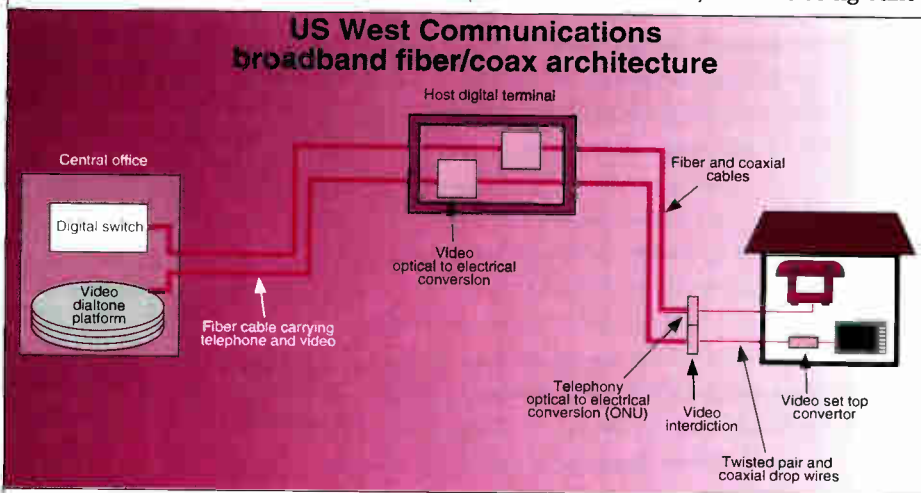 US West Communications
broadband fiber/coax architecture
Host digital terminal
Central office
Digital switch
Video
dialtone
platform
Fiber cable carrying
telephone and video
Video
optical to electrical
conversion
Fiber and coaxial
cables
Telephony
optical to electrical
conversion (ONU)
Video
interdiction
Video set top
convertor
Twisted pair and
coaxial drop wires